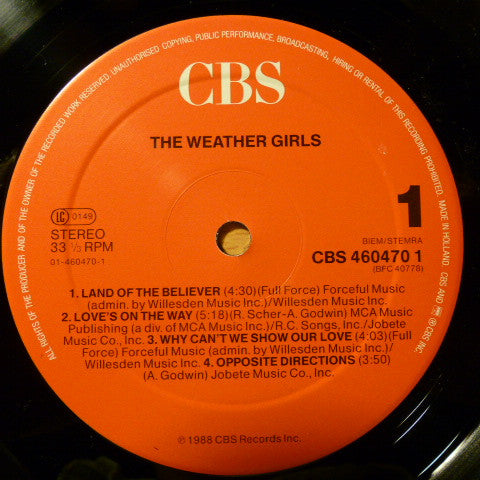 ALL RIGHTS OF THE PRODUCER AND OF THE OWNER OF THE RECORDED WORK RESERVED. UNAUTHORISED COPYING, PUBLIC PERFORMANCE, BROADCASTING, HIRING OR RENTAL OF THIS RECORDING PROHIBITED. MADE IN HOLLAND. CBS AND
CBS INC.
CBS
THE WEATHER GIRLS
LC 0149
STEREO
33 1/3 RPM
01-460470-1
1
BIEM/STEMRA
CBS 460470 1
(BFC 40778)
1. LAND OF THE BELIEVER (4:30)(Full Force) Forceful Music
(admin. by Willesden Music Inc.)/Willesden Music Inc.
2. LOVE'S ON THE WAY (5:18)(R. Scher-A. Godwin) MCA Music
Publishing (a div. of MCA Music Inc.)/R.C. Songs, Inc./Jobete
Music Co., Inc. 3. WHY CAN'T WE SHOW OUR LOVE (4:03)(Full
Force) Forceful Music (admin. by Willesden Music Inc.)/
Willesden Music Inc. 4. OPPOSITE DIRECTIONS (3:50)
(A. Godwin) Jobete Music Co., Inc.
℗ 1988 CBS Records Inc.